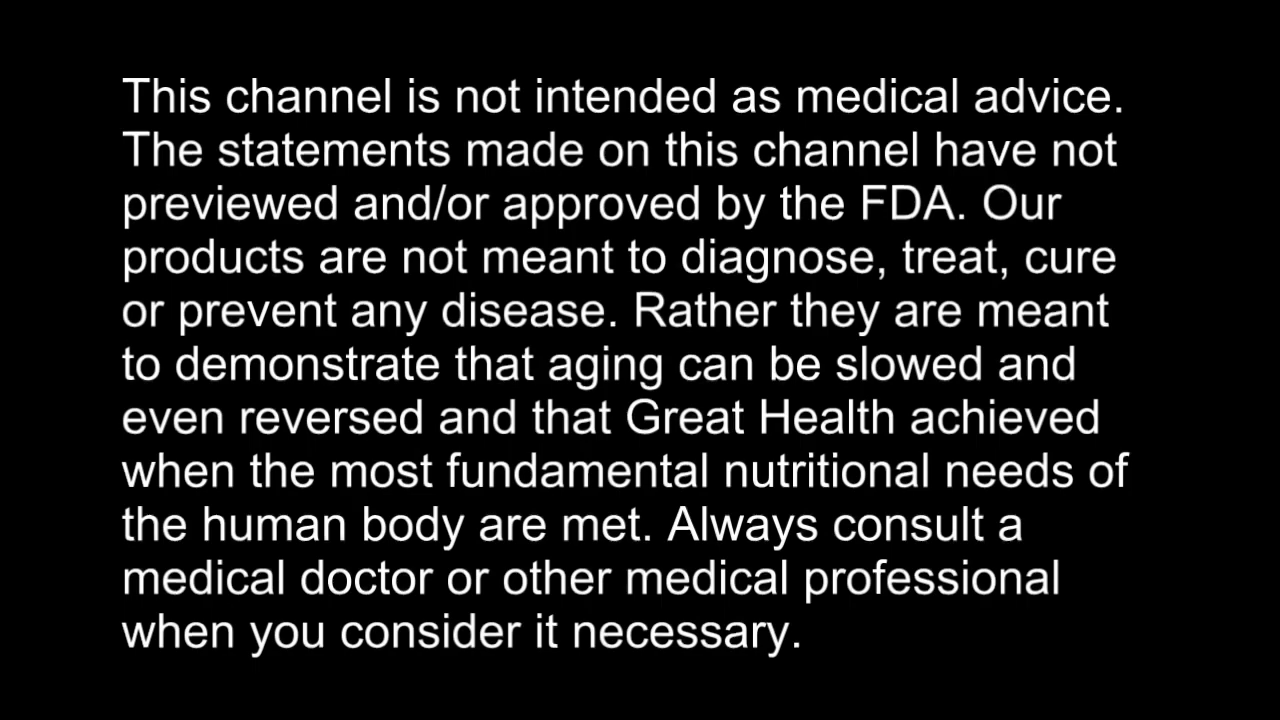 This channel is not intended as medical advice.
The statements made on this channel have not
previewed and/or approved by the FDA. Our
products are not meant to diagnose, treat, cure
or prevent any disease. Rather they are meant
to demonstrate that aging can be slowed and
even reversed and that Great Health achieved
when the most fundamental nutritional needs of
the human body are met. Always consult a
medical doctor or other medical professional
when you consider it necessary.